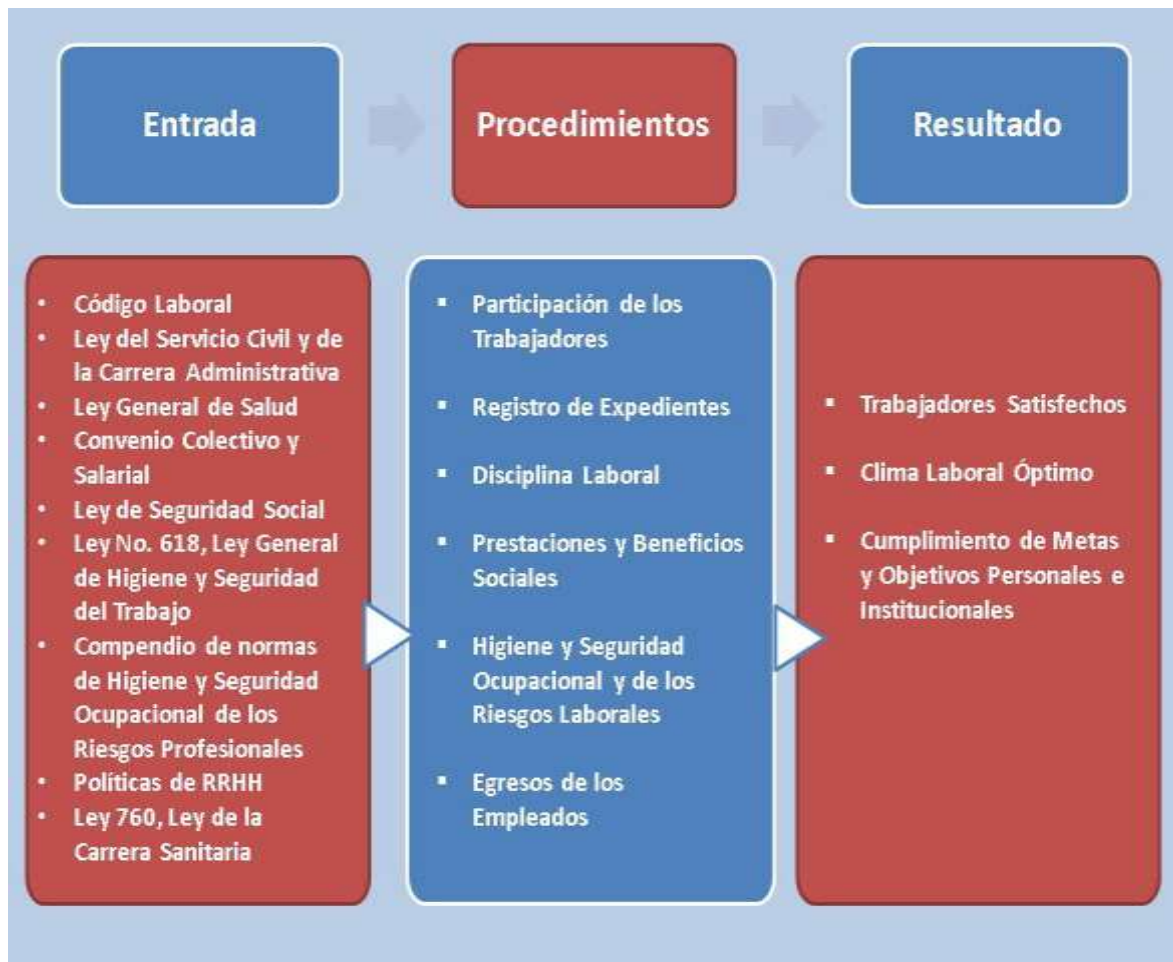 Entrada
Procedimientos
Resultado
• Código Laboral
• Ley del Servicio Civil y de
la Carrera Administrativa
• Ley General de Salud
• Convenio Colectivo y
Salarial
• Ley de Seguridad Social
• Ley No. 618, Ley General
de Higiene y Seguridad
del Trabajo
• Compendio de normas
de Higiene y Seguridad
Ocupacional de los
Riesgos Profesionales
• Políticas de RRHH
• Ley 760, Ley de la
Carrera Sanitaria
▪ Participación de los
Trabajadores
▪ Registro de Expedientes
▪ Disciplina Laboral
▪ Prestaciones y Beneficios
Sociales
▪ Higiene y Seguridad
Ocupacional y de los
Riesgos Laborales
▪ Egresos de los
Empleados
▪ Trabajadores Satisfechos
▪ Clima Laboral Óptimo
▪ Cumplimiento de Metas
y Objetivos Personales e
Institucionales